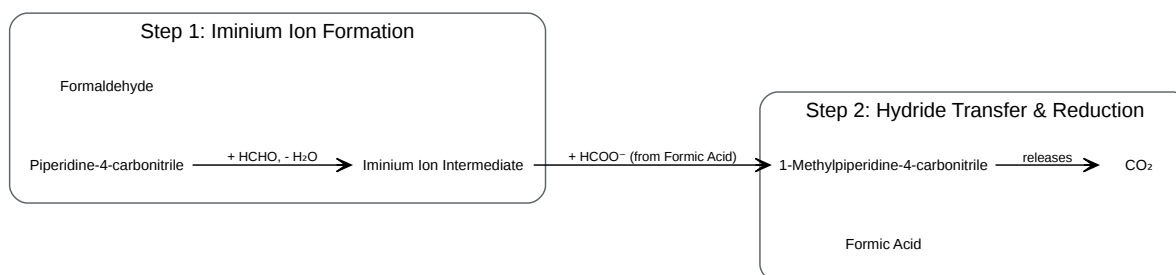 Step 1: Iminium Ion Formation
Formaldehyde
Piperidine-4-carbonitrile
+ HCHO, - H₂O
Iminium Ion Intermediate
+ HCOO⁻ (from Formic Acid)
Step 2: Hydride Transfer & Reduction
1-Methylpiperidine-4-carbonitrile
releases
CO₂
Formic Acid